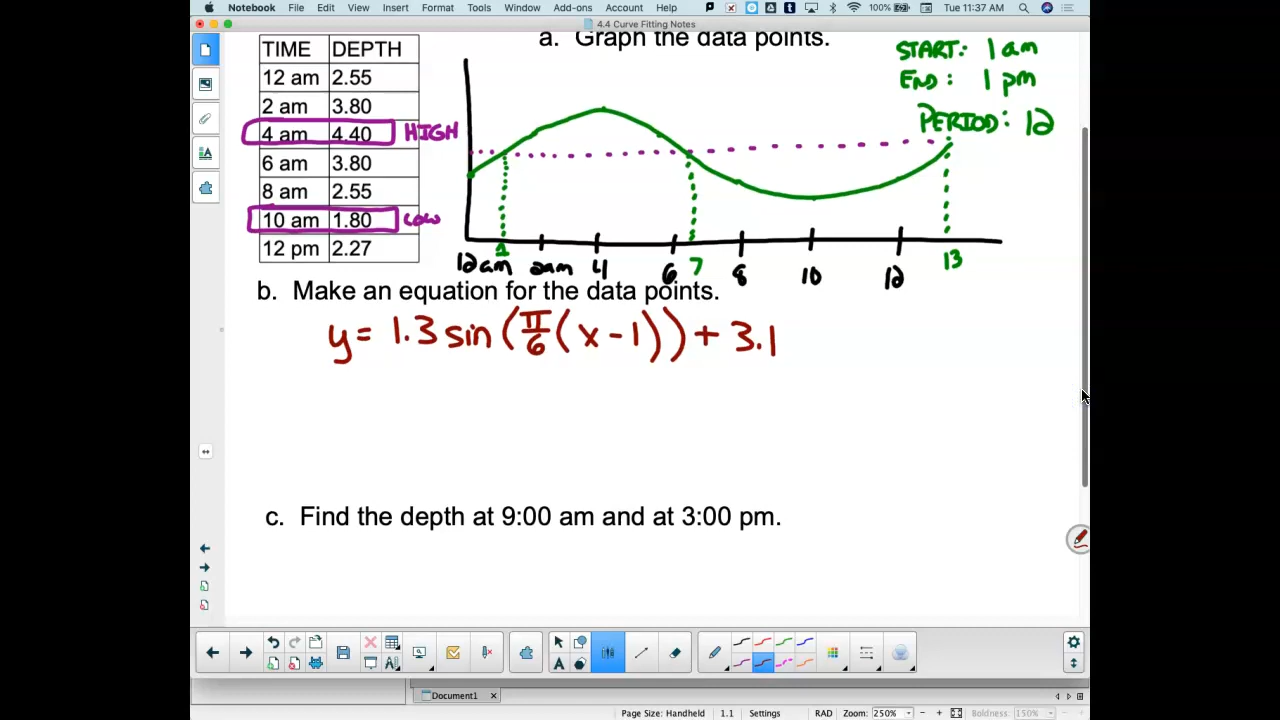 Notebook File Edit View Insert Format Tools Window Add-ons Account Help 100% Tue 11:37 AM
4.4 Curve Fitting Notes
a. Graph the data points.
TIME DEPTH
12 am 2.55
2 am 3.80
4 am 4.40 HIGH
6 am 3.80
8 am 2.55
10 am 1.80 LOW
12 pm 2.27
START: 1 am
END: 1 pm
PERIOD: 12
12am 1 2am 4 6 7 8 10 12 13
b. Make an equation for the data points.
y = 1.3 sin (π/6 (x - 1)) + 3.1
c. Find the depth at 9:00 am and at 3:00 pm.
Document1
Page Size: Handheld 1.1 Settings RAD Zoom: 250% Boldness: 150%